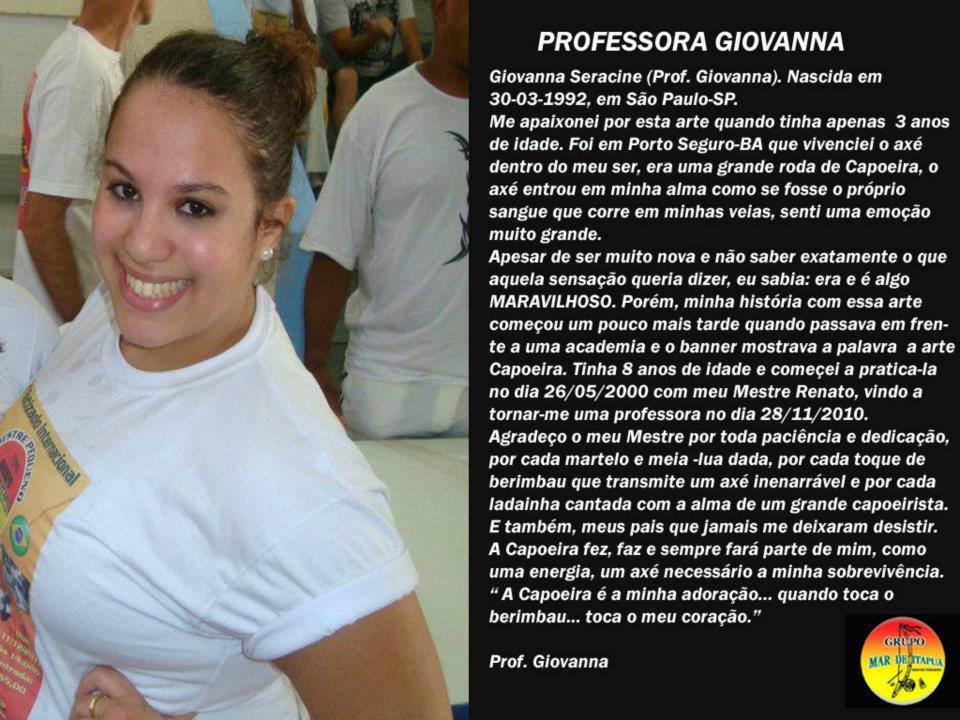 PROFESSORA GIOVANNA
Giovanna Seracine (Prof. Giovanna). Nascida em
30-03-1992, em São Paulo-SP.
Me apaixonei por esta arte quando tinha apenas 3 anos
de idade. Foi em Porto Seguro-BA que vivenciei o axé
dentro do meu ser, era uma grande roda de Capoeira, o
axé entrou em minha alma como se fosse o próprio
sangue que corre em minhas veias, senti uma emoção
muito grande.
Apesar de ser muito nova e não saber exatamente o que
aquela sensação queria dizer, eu sabia: era e é algo
MARAVILHOSO. Porém, minha história com essa arte
começou um pouco mais tarde quando passava em fren-
te a uma academia e o banner mostrava a palavra a arte
Capoeira. Tinha 8 anos de idade e começei a pratica-la
no dia 26/05/2000 com meu Mestre Renato, vindo a
tornar-me uma professora no dia 28/11/2010.
Agradeço o meu Mestre por toda paciência e dedicação,
por cada martelo e meia -lua dada, por cada toque de
berimbau que transmite um axé inenarrável e por cada
ladainha cantada com a alma de um grande capoeirista.
E também, meus pais que jamais me deixaram desistir.
A Capoeira fez, faz e sempre fará parte de mim, como
uma energia, um axé necessário a minha sobrevivência.
“ A Capoeira é a minha adoração... quando toca o
berimbau... toca o meu coração.”
Prof. Giovanna
GRUPO
MAR DE ITAPUÃ
Internacional
MESTRE PEQUENO